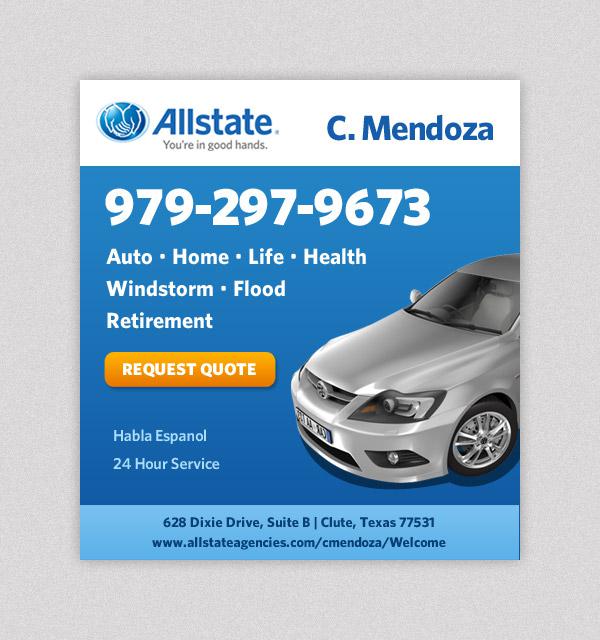 Allstate®
You're in good hands.
C. Mendoza
979-297-9673
Auto · Home · Life · Health
Windstorm · Flood
Retirement
REQUEST QUOTE
Habla Espanol
24 Hour Service
628 Dixie Drive, Suite B | Clute, Texas 77531
www.allstateagencies.com/cmendoza/Welcome